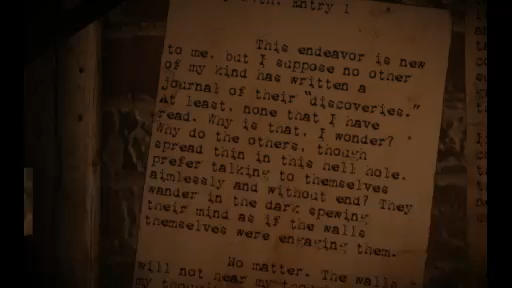 Entry 1
This endeavor is new
to me, but I suppose no other
of my kind has written a
journal of their "discoveries."
At least, none that I have
read. Why is that, I wonder?
Why do the others, though
spread thin in this hell hole,
prefer talking to themselves
aimlessly and without end? They
wander in the dark spewing
their mind as if the walls
themselves were engaging them.
No matter. The walls
will not hear my
my